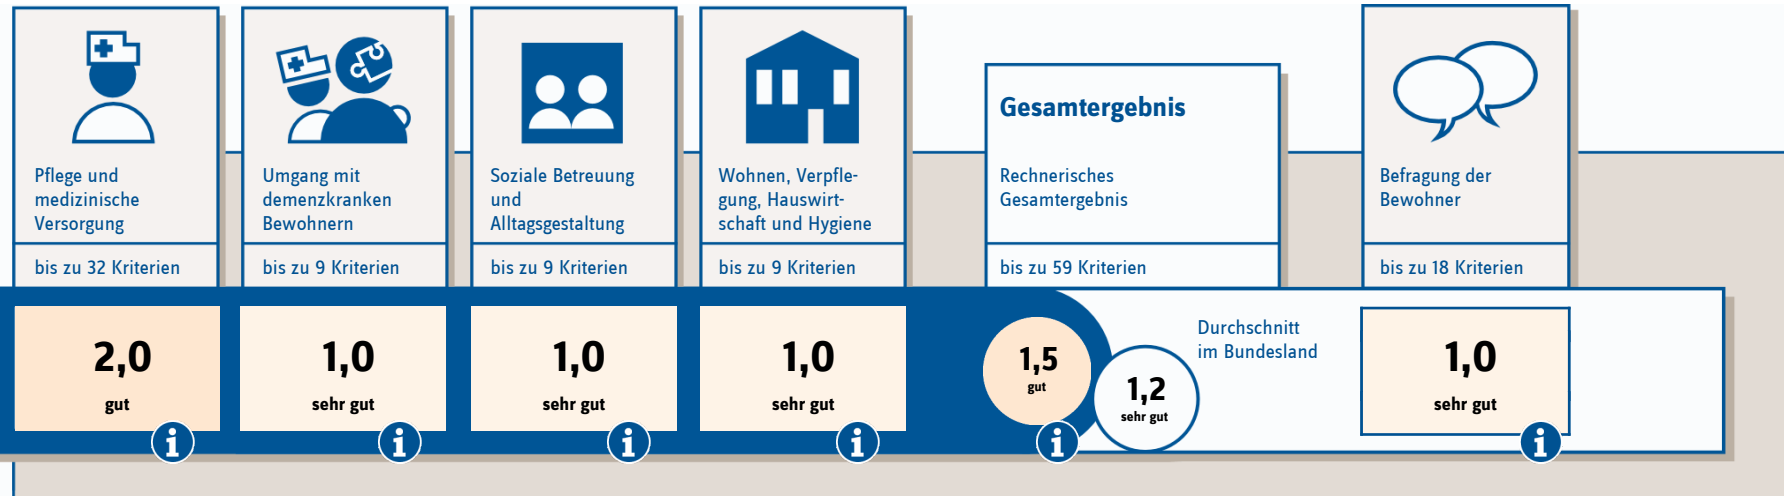 Pflege und
medizinische
Versorgung
bis zu 32 Kriterien
2,0
gut
Umgang mit
demenzkranken
Bewohnern
bis zu 9 Kriterien
1,0
sehr gut
Soziale Betreuung
und
Alltagsgestaltung
bis zu 9 Kriterien
1,0
sehr gut
Wohnen, Verpfle-
gung, Hauswirt-
schaft und Hygiene
bis zu 9 Kriterien
1,0
sehr gut
Gesamtergebnis
Rechnerisches
Gesamtergebnis
bis zu 59 Kriterien
1,5
gut
1,2
sehr gut
Durchschnitt
im Bundesland
Befragung der
Bewohner
bis zu 18 Kriterien
1,0
sehr gut